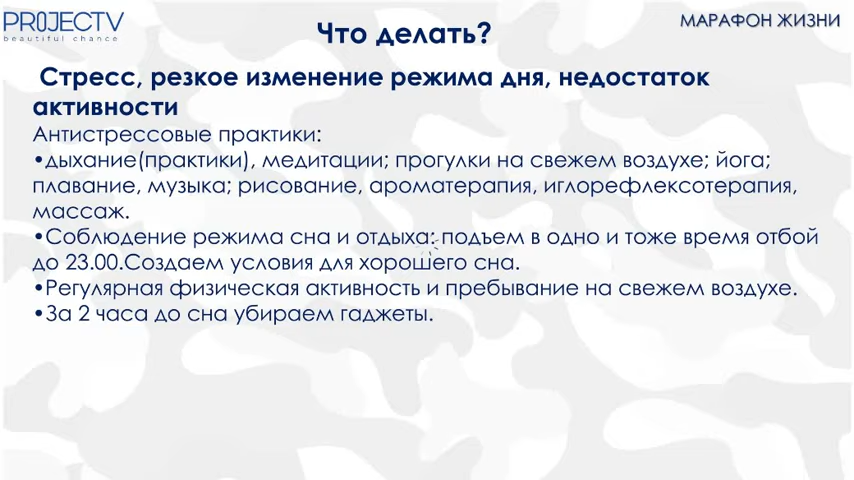 PROJECTV
beautiful chance
МАРАФОН ЖИЗНИ
Что делать?
Стресс, резкое изменение режима дня, недостаток
активности
Антистрессовые практики:
•дыхание(практики), медитации; прогулки на свежем воздухе; йога;
плавание, музыка; рисование, ароматерапия, иглорефлексотерапия,
массаж.
•Соблюдение режима сна и отдыха: подъем в одно и тоже время отбой
до 23.00.Создаем условия для хорошего сна.
•Регулярная физическая активность и пребывание на свежем воздухе.
•За 2 часа до сна убираем гаджеты.